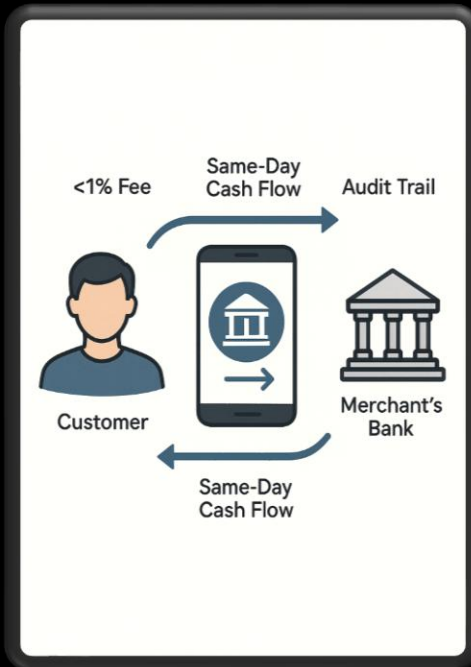 <1% Fee
Same-Day
Cash Flow
Audit Trail
Customer
Merchant's
Bank
Same-Day
Cash Flow